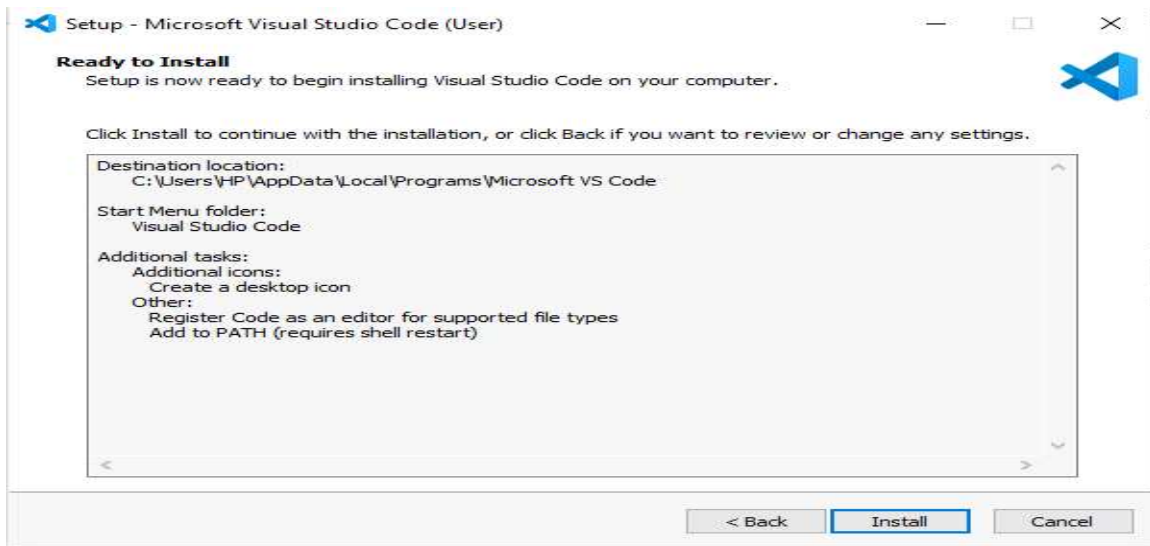 Setup - Microsoft Visual Studio Code (User)
Ready to Install
Setup is now ready to begin installing Visual Studio Code on your computer.
Click Install to continue with the installation, or click Back if you want to review or change any settings.
Destination location:
C:\Users\HP\AppData\Local\Programs\Microsoft VS Code
Start Menu folder:
Visual Studio Code
Additional tasks:
Additional icons:
Create a desktop icon
Other:
Register Code as an editor for supported file types
Add to PATH (requires shell restart)
< Back Install Cancel